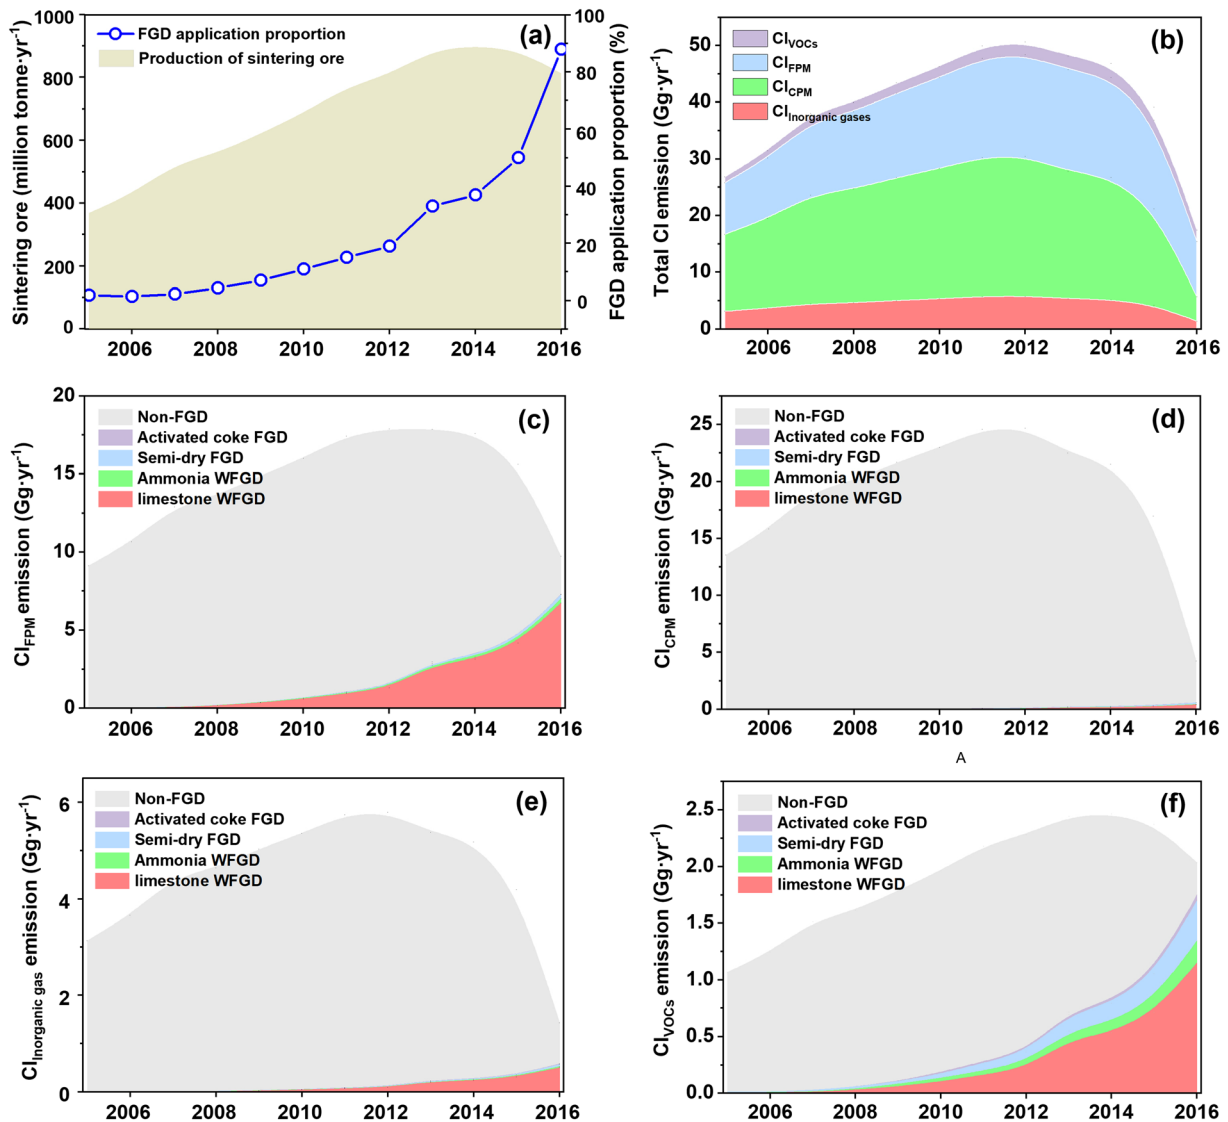 (a)
FGD application proportion
Production of sintering ore
Sintering ore (million tonne·yr-1)
1000
800
600
400
200
0
FGD application proportion (%)
100
80
60
40
20
0
2006 2008 2010 2012 2014 2016
(b)
ClVOCs
ClFPM
ClCPM
ClInorganic gases
Total Cl emission (Gg·yr-1)
50
40
30
20
10
0
2006 2008 2010 2012 2014 2016
(c)
Non-FGD
Activated coke FGD
Semi-dry FGD
Ammonia WFGD
limestone WFGD
ClFPM emission (Gg·yr-1)
20
15
10
5
0
2006 2008 2010 2012 2014 2016
(d)
Non-FGD
Activated coke FGD
Semi-dry FGD
Ammonia WFGD
limestone WFGD
ClCPM emission (Gg·yr-1)
25
20
15
10
5
0
2006 2008 2010 2012 2014 2016
A
(e)
Non-FGD
Activated coke FGD
Semi-dry FGD
Ammonia WFGD
limestone WFGD
ClInorganic gas emission (Gg·yr-1)
6
4
2
0
2006 2008 2010 2012 2014 2016
(f)
Non-FGD
Activated coke FGD
Semi-dry FGD
Ammonia WFGD
limestone WFGD
ClVOCs emission (Gg·yr-1)
2.5
2.0
1.5
1.0
0.5
0.0
2006 2008 2010 2012 2014 2016